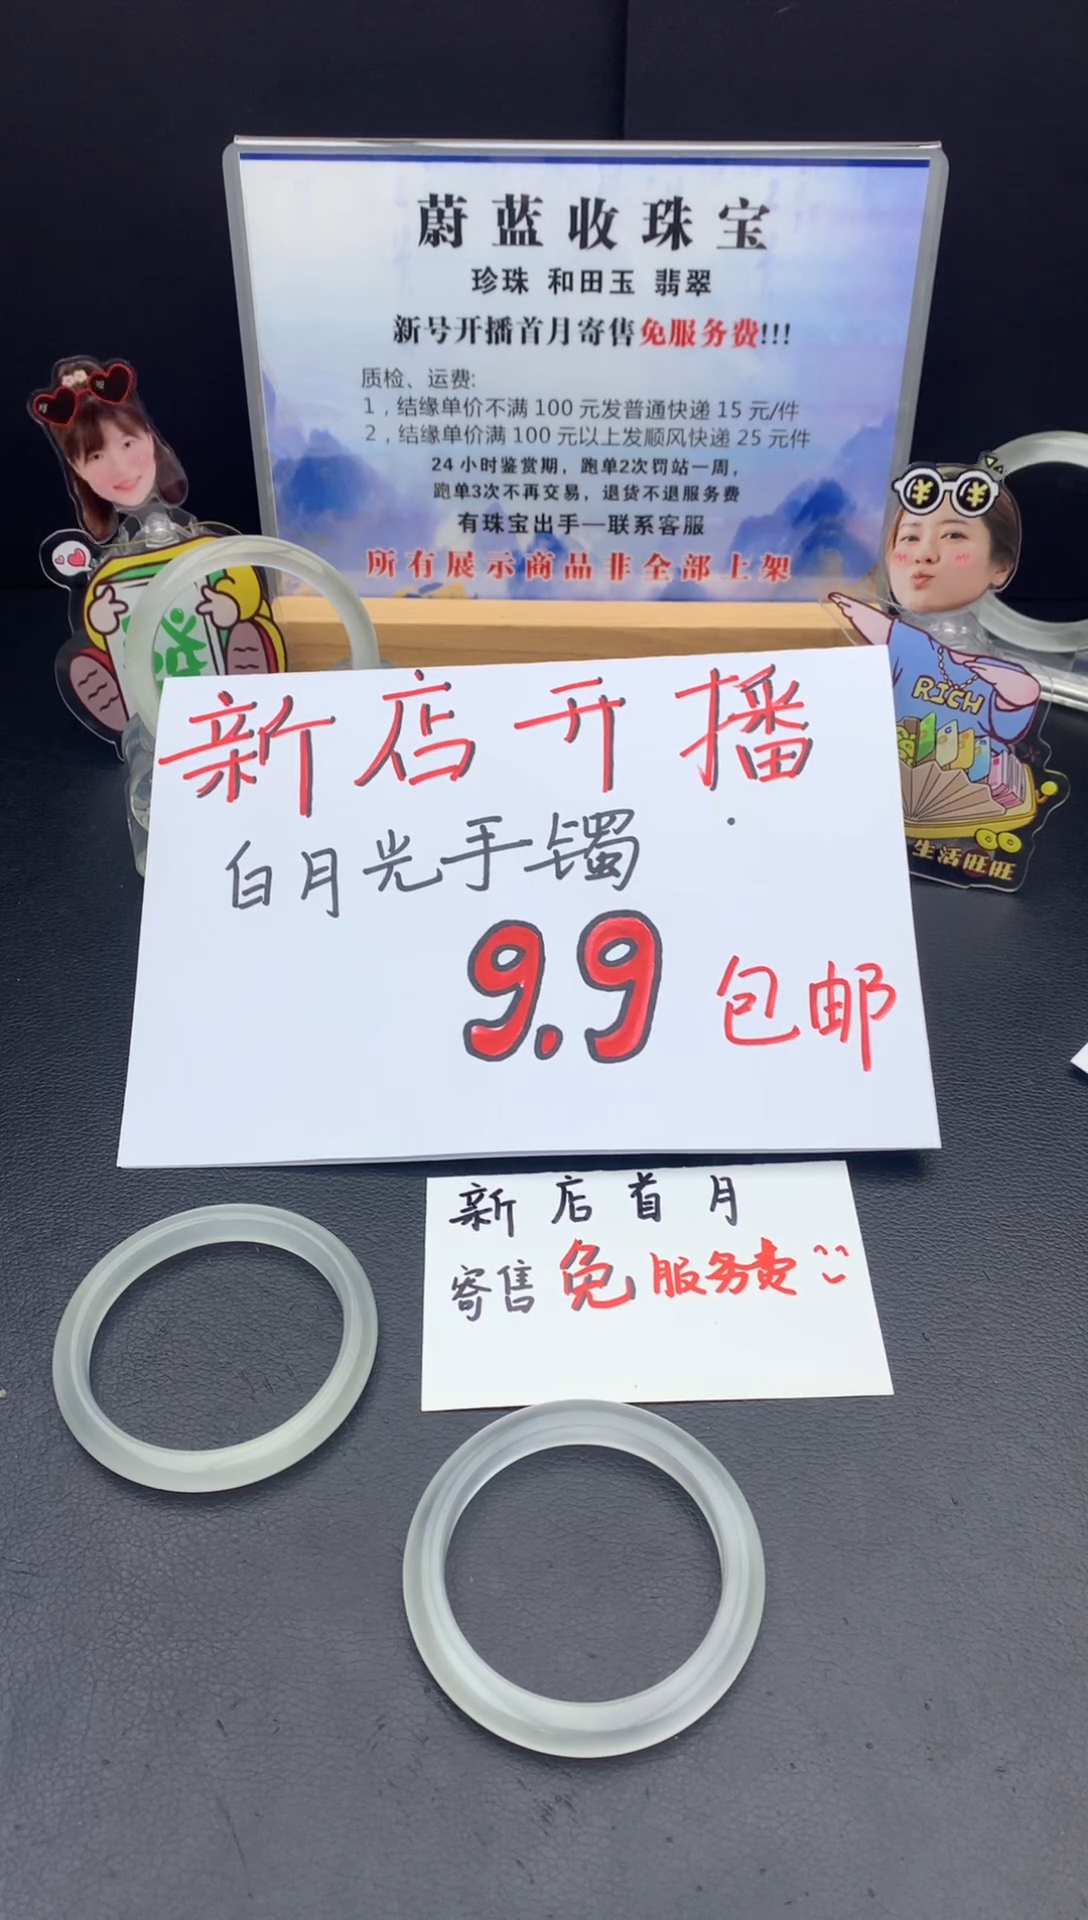 蔚蓝收珠宝
珍珠 和田玉 翡翠
新号开播首月寄售免服务费!!!
质检、运费:
1，结缘单价不满100元发普通快递15元/件
2，结缘单价满100元以上发顺风快递25元件
24小时鉴赏期，跑单2次罚站一周，
跑单3次不再交易，退货不退服务费
有珠宝出手—联系客服
所有展示商品非全部上架
RICH
新店开播
白月光手镯
9.9 包邮
新店首月
寄售免服务费